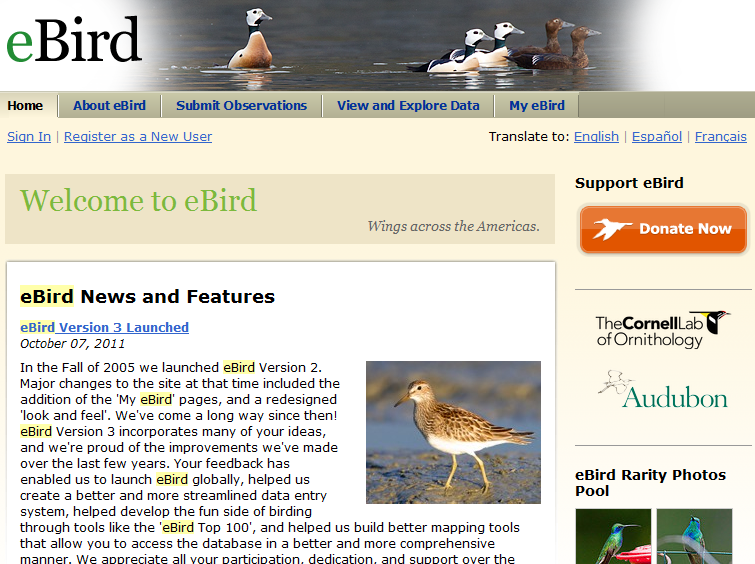 eBird
Home
About eBird
Submit Observations
View and Explore Data
My eBird
Sign In | Register as a New User
Translate to: English | Español | Français
Welcome to eBird
Wings across the Americas.
Support eBird
Donate Now
The CornellLab
of Ornithology
Audubon
eBird Rarity Photos
Pool
eBird News and Features
eBird Version 3 Launched
October 07, 2011
In the Fall of 2005 we launched eBird Version 2.
Major changes to the site at that time included the
addition of the 'My eBird' pages, and a redesigned
'look and feel'. We've come a long way since then!
eBird Version 3 incorporates many of your ideas,
and we're proud of the improvements we've made
over the last few years. Your feedback has
enabled us to launch eBird globally, helped us
create a better and more streamlined data entry
system, helped develop the fun side of birding
through tools like the 'eBird Top 100', and helped us build better mapping tools
that allow you to access the database in a better and more comprehensive
manner. We appreciate all your participation, dedication, and support over the